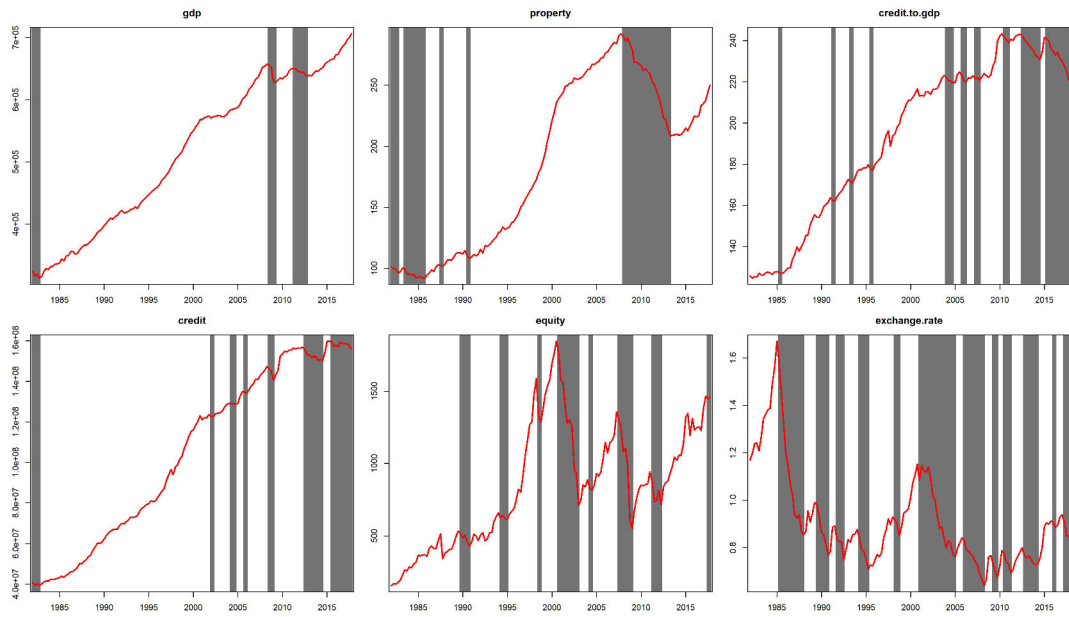 gdp
7e+05
6e+05
5e+05
4e+05
1985 1990 1995 2000 2005 2010 2015
property
250
200
150
100
1985 1990 1995 2000 2005 2010 2015
credit.to.gdp
240
220
200
180
160
140
1985 1990 1995 2000 2005 2010 2015
credit
1.6e+08
1.4e+08
1.2e+08
1.0e+08
8.0e+07
6.0e+07
4.0e+07
1985 1990 1995 2000 2005 2010 2015
equity
1500
1000
500
1985 1990 1995 2000 2005 2010 2015
exchange.rate
1.6
1.4
1.2
1.0
0.8
1985 1990 1995 2000 2005 2010 2015